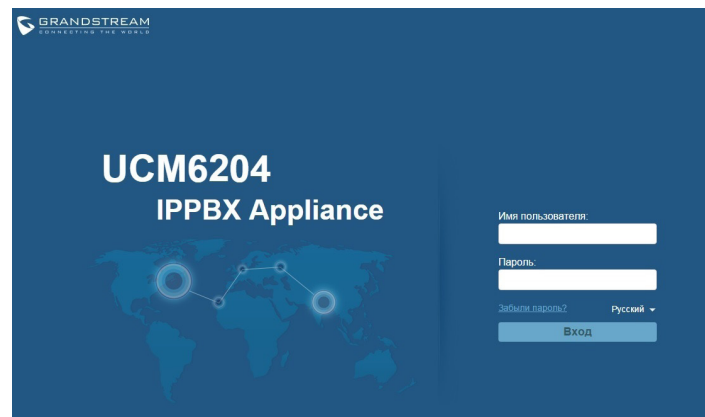 GRANDSTREAM
CONNECTING THE WORLD
UCM6204
IPPBX Appliance
Имя пользователя:
Пароль:
Забыли пароль? Русский
Вход